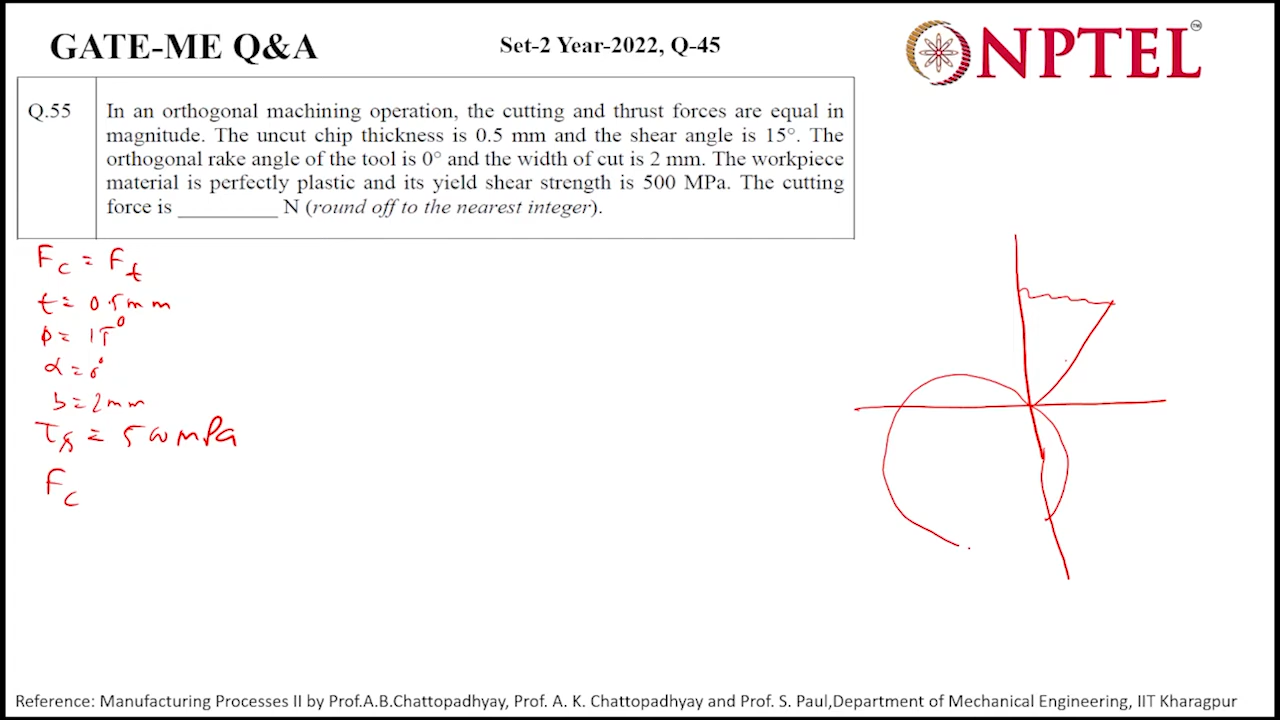 GATE-ME Q&A
Set-2 Year-2022, Q-45
NPTEL
TM
Q.55
In an orthogonal machining operation, the cutting and thrust forces are equal in
magnitude. The uncut chip thickness is 0.5 mm and the shear angle is 15°. The
orthogonal rake angle of the tool is 0° and the width of cut is 2 mm. The workpiece
material is perfectly plastic and its yield shear strength is 500 MPa. The cutting
force is __________ N (round off to the nearest integer).
Fc = Ft
t = 0.5 mm
ϕ = 15°
α = 0°
b = 2 mm
τs = 500 MPa
Fc
Reference: Manufacturing Processes II by Prof.A.B.Chattopadhyay, Prof. A. K. Chattopadhyay and Prof. S. Paul,Department of Mechanical Engineering, IIT Kharagpur